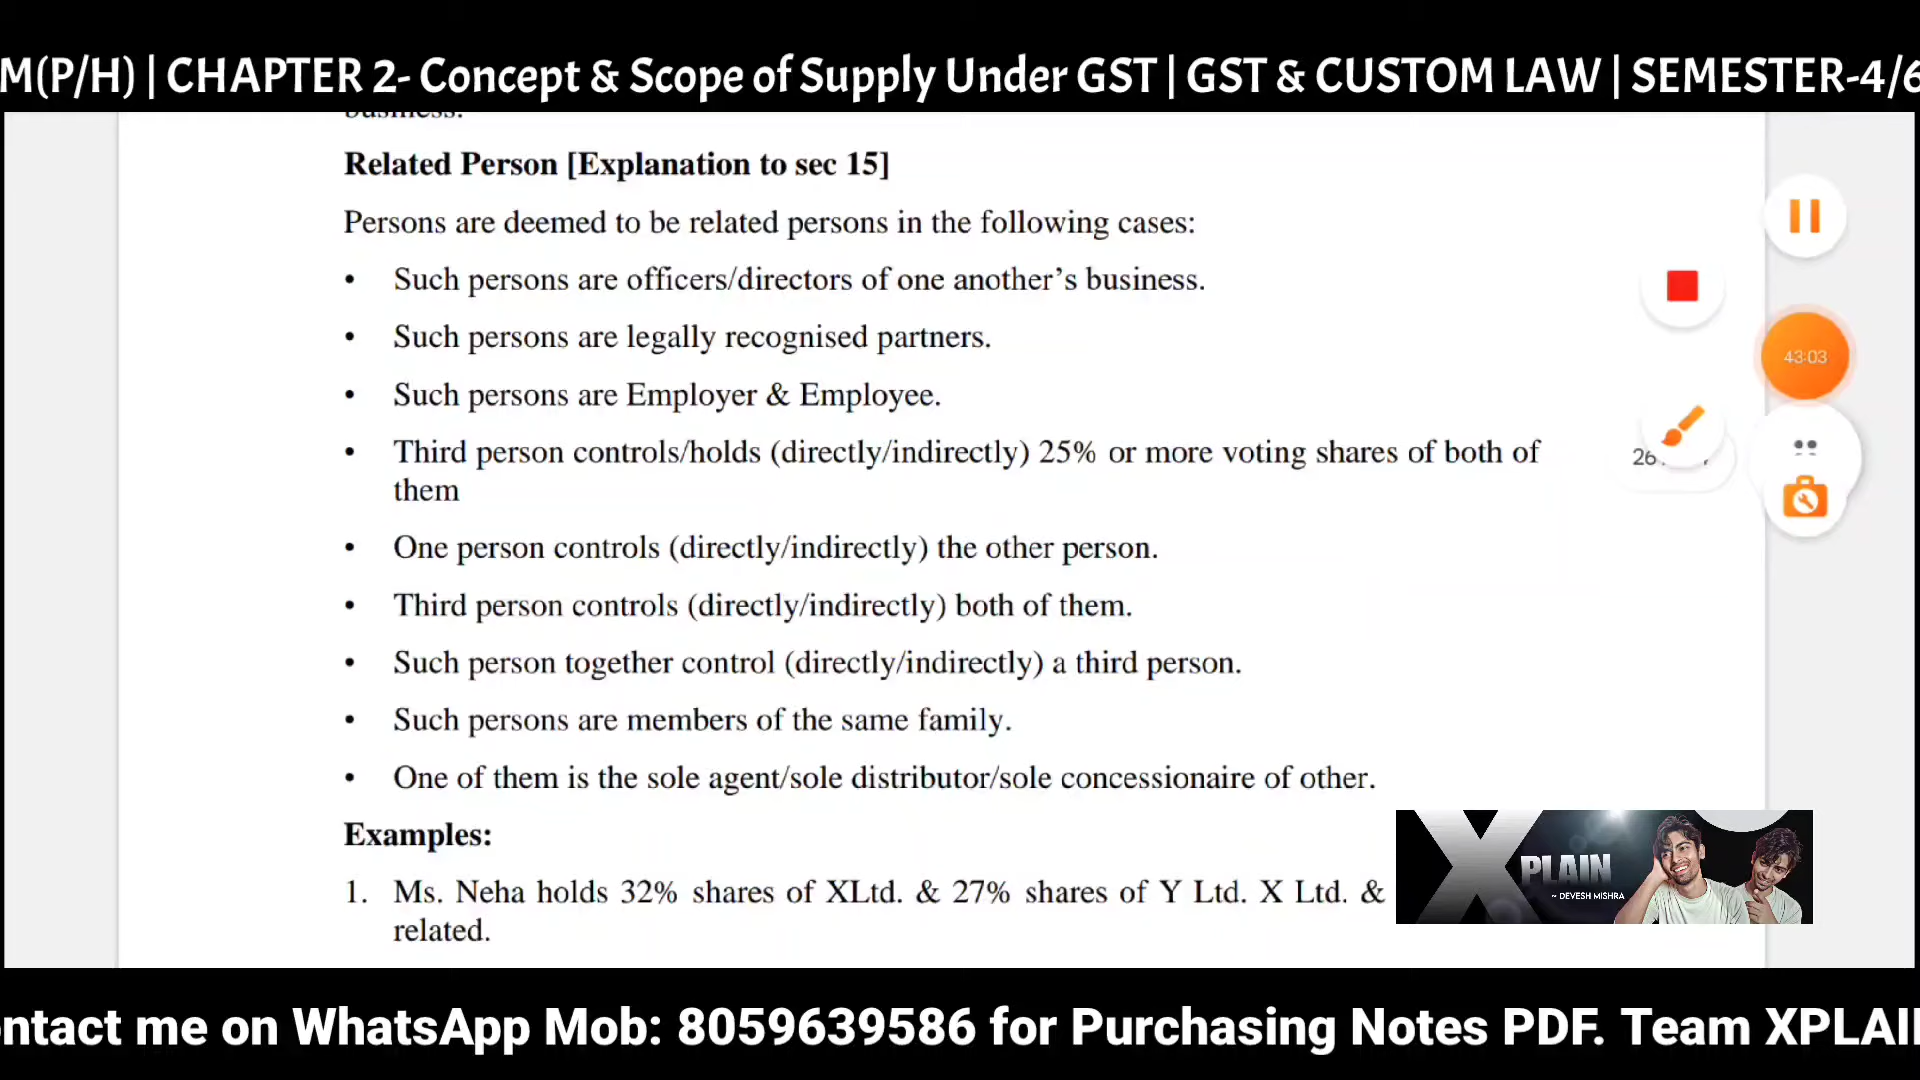 M(P/H) | CHAPTER 2- Concept & Scope of Supply Under GST | GST & CUSTOM LAW | SEMESTER-4/6
business.
Related Person [Explanation to sec 15]
Persons are deemed to be related persons in the following cases:
• Such persons are officers/directors of one another’s business.
• Such persons are legally recognised partners.
• Such persons are Employer & Employee.
• Third person controls/holds (directly/indirectly) 25% or more voting shares of both of
them
• One person controls (directly/indirectly) the other person.
• Third person controls (directly/indirectly) both of them.
• Such person together control (directly/indirectly) a third person.
• Such persons are members of the same family.
• One of them is the sole agent/sole distributor/sole concessionaire of other.
Examples:
1. Ms. Neha holds 32% shares of XLtd. & 27% shares of Y Ltd. X Ltd. &
related.
43:03
26
XPLAIN
~ DEVESH MISHRA
ontact me on WhatsApp Mob: 8059639586 for Purchasing Notes PDF. Team XPLAI